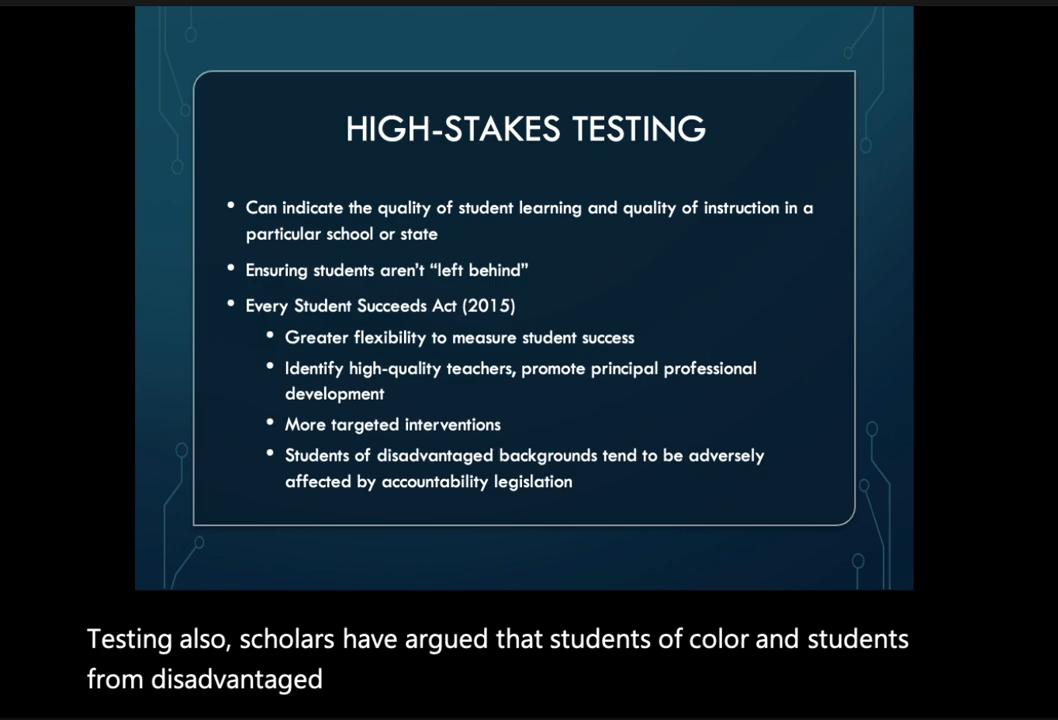 HIGH-STAKES TESTING
• Can indicate the quality of student learning and quality of instruction in a
particular school or state
• Ensuring students aren't “left behind”
• Every Student Succeeds Act (2015)
• Greater flexibility to measure student success
• Identify high-quality teachers, promote principal professional
development
• More targeted interventions
• Students of disadvantaged backgrounds tend to be adversely
affected by accountability legislation
Testing also, scholars have argued that students of color and students
from disadvantaged